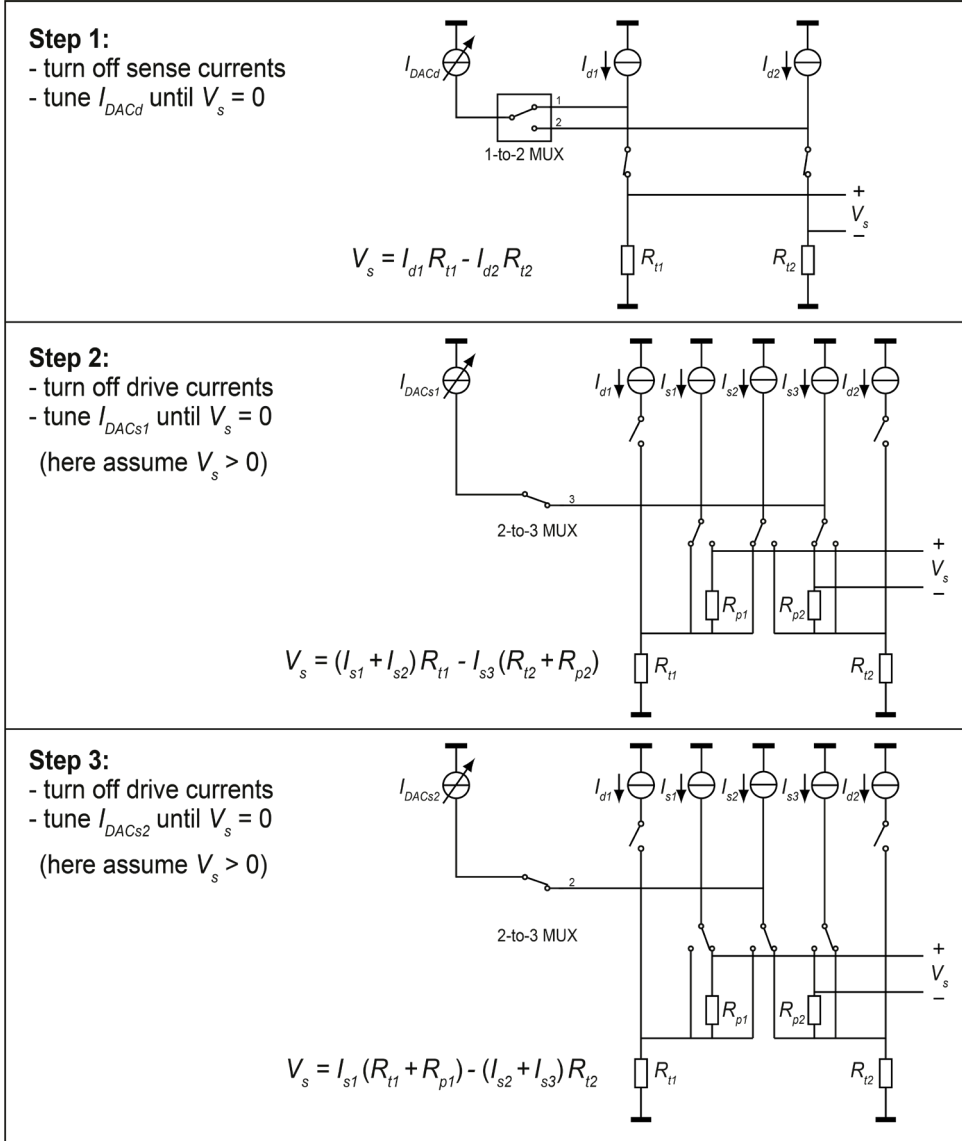 Step 1:
- turn off sense currents
- tune I_DACd until V_s = 0
I_DACd
I_d1
I_d2
1
2
1-to-2 MUX
+
V_s
−
V_s = I_d1 R_t1 - I_d2 R_t2
R_t1
R_t2
Step 2:
- turn off drive currents
- tune I_DACs1 until V_s = 0
(here assume V_s > 0)
I_DACs1
I_d1
I_s1
I_s2
I_s3
I_d2
3
2-to-3 MUX
+
V_s
−
R_p1
R_p2
V_s = (I_s1 + I_s2) R_t1 - I_s3 (R_t2 + R_p2)
R_t1
R_t2
Step 3:
- turn off drive currents
- tune I_DACs2 until V_s = 0
(here assume V_s > 0)
I_DACs2
I_d1
I_s1
I_s2
I_s3
I_d2
2
2-to-3 MUX
+
V_s
−
R_p1
R_p2
V_s = I_s1 (R_t1 + R_p1) - (I_s2 + I_s3) R_t2
R_t1
R_t2